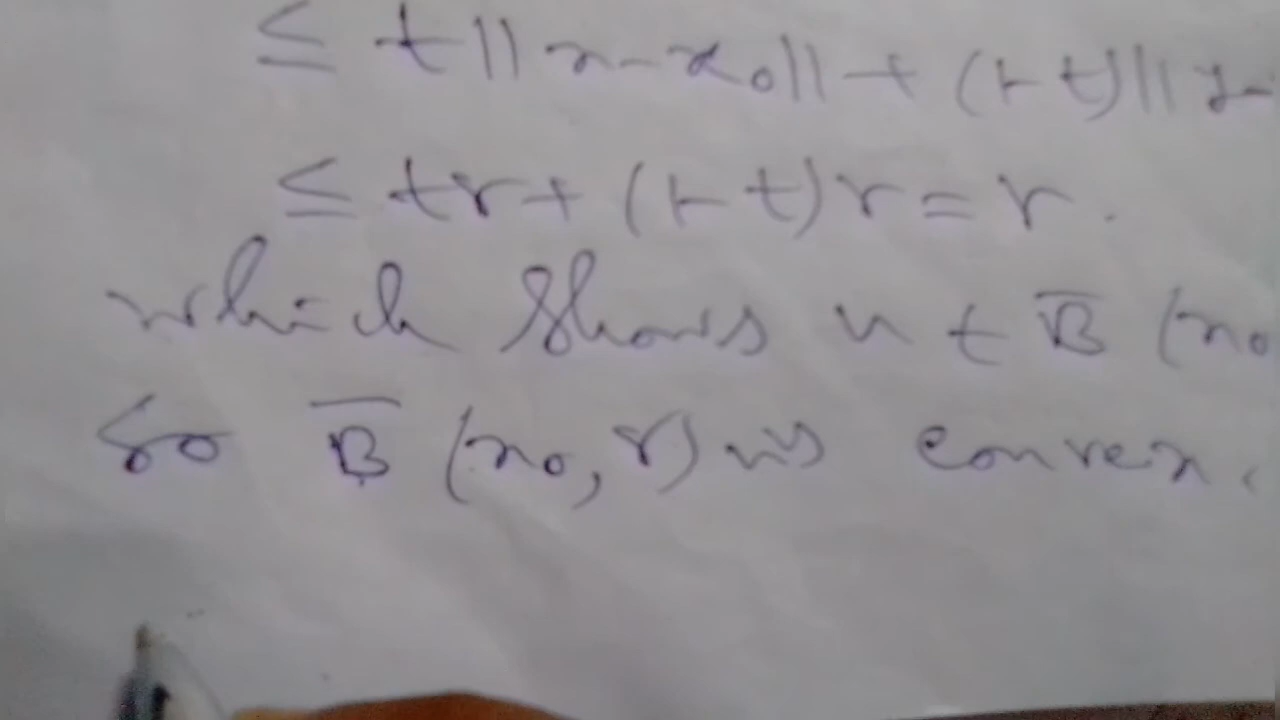 ≤ t||x-x₀|| + (1-t)||y-
≤ tr + (1-t)r = r.
which shows u ∈ B̅ (x₀
So B̅ (x₀, r) is convex.